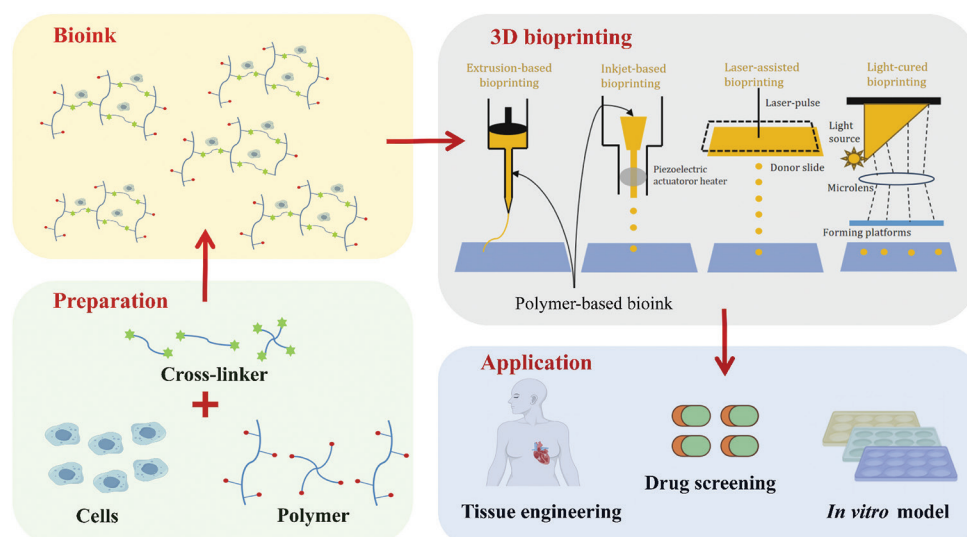 Bioink
3D bioprinting
Extrusion-based
bioprinting
Inkjet-based
bioprinting
Laser-assisted
bioprinting
Light-cured
bioprinting
Laser-pulse
Light
source
Piezoelectric
actuatoror heater
Donor slide
Microlens
Forming platforms
Polymer-based bioink
Preparation
Cross-linker
+
Cells
Polymer
Application
Tissue engineering
Drug screening
In vitro model